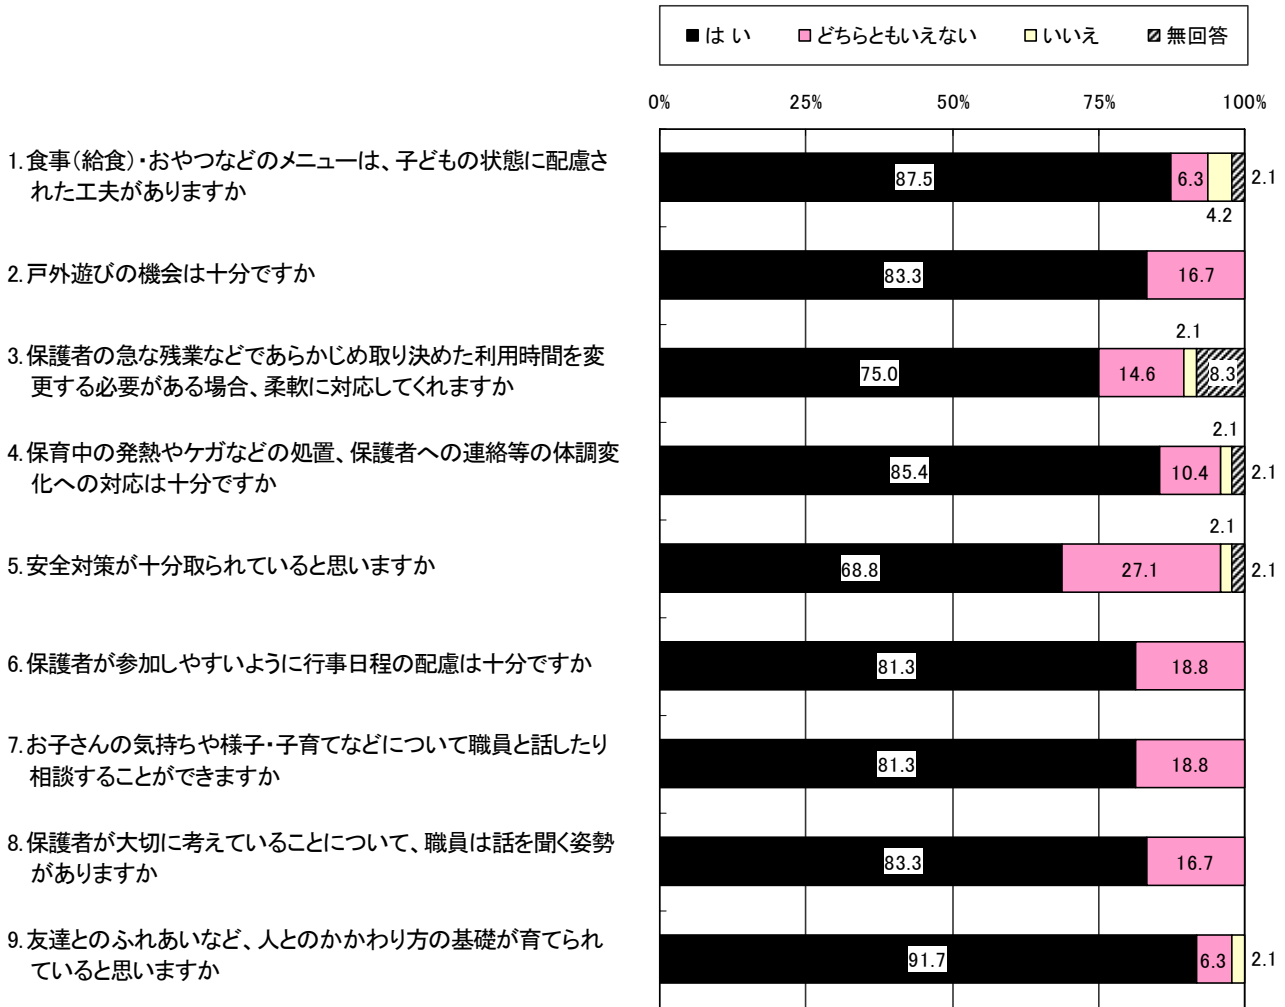 ■は い □どちらともいえない □いいえ ☑無回答
0% 25% 50% 75% 100%
1.食事(給食)・おやつなどのメニューは、子どもの状態に配慮さ
れた工夫がありますか
87.5 6.3 2.1
4.2
2.戸外遊びの機会は十分ですか
83.3 16.7
2.1
3.保護者の急な残業などであらかじめ取り決めた利用時間を変
更する必要がある場合、柔軟に対応してくれますか
75.0 14.6 8.3
2.1
4.保育中の発熱やケガなどの処置、保護者への連絡等の体調変
化への対応は十分ですか
85.4 10.4 2.1
2.1
5.安全対策が十分取られていると思いますか
68.8 27.1 2.1
6.保護者が参加しやすいように行事日程の配慮は十分ですか
81.3 18.8
7.お子さんの気持ちや様子・子育てなどについて職員と話したり
相談することができますか
81.3 18.8
8.保護者が大切に考えていることについて、職員は話を聞く姿勢
がありますか
83.3 16.7
9.友達とのふれあいなど、人とのかかわり方の基礎が育てられ
ていると思いますか
91.7 6.3 2.1